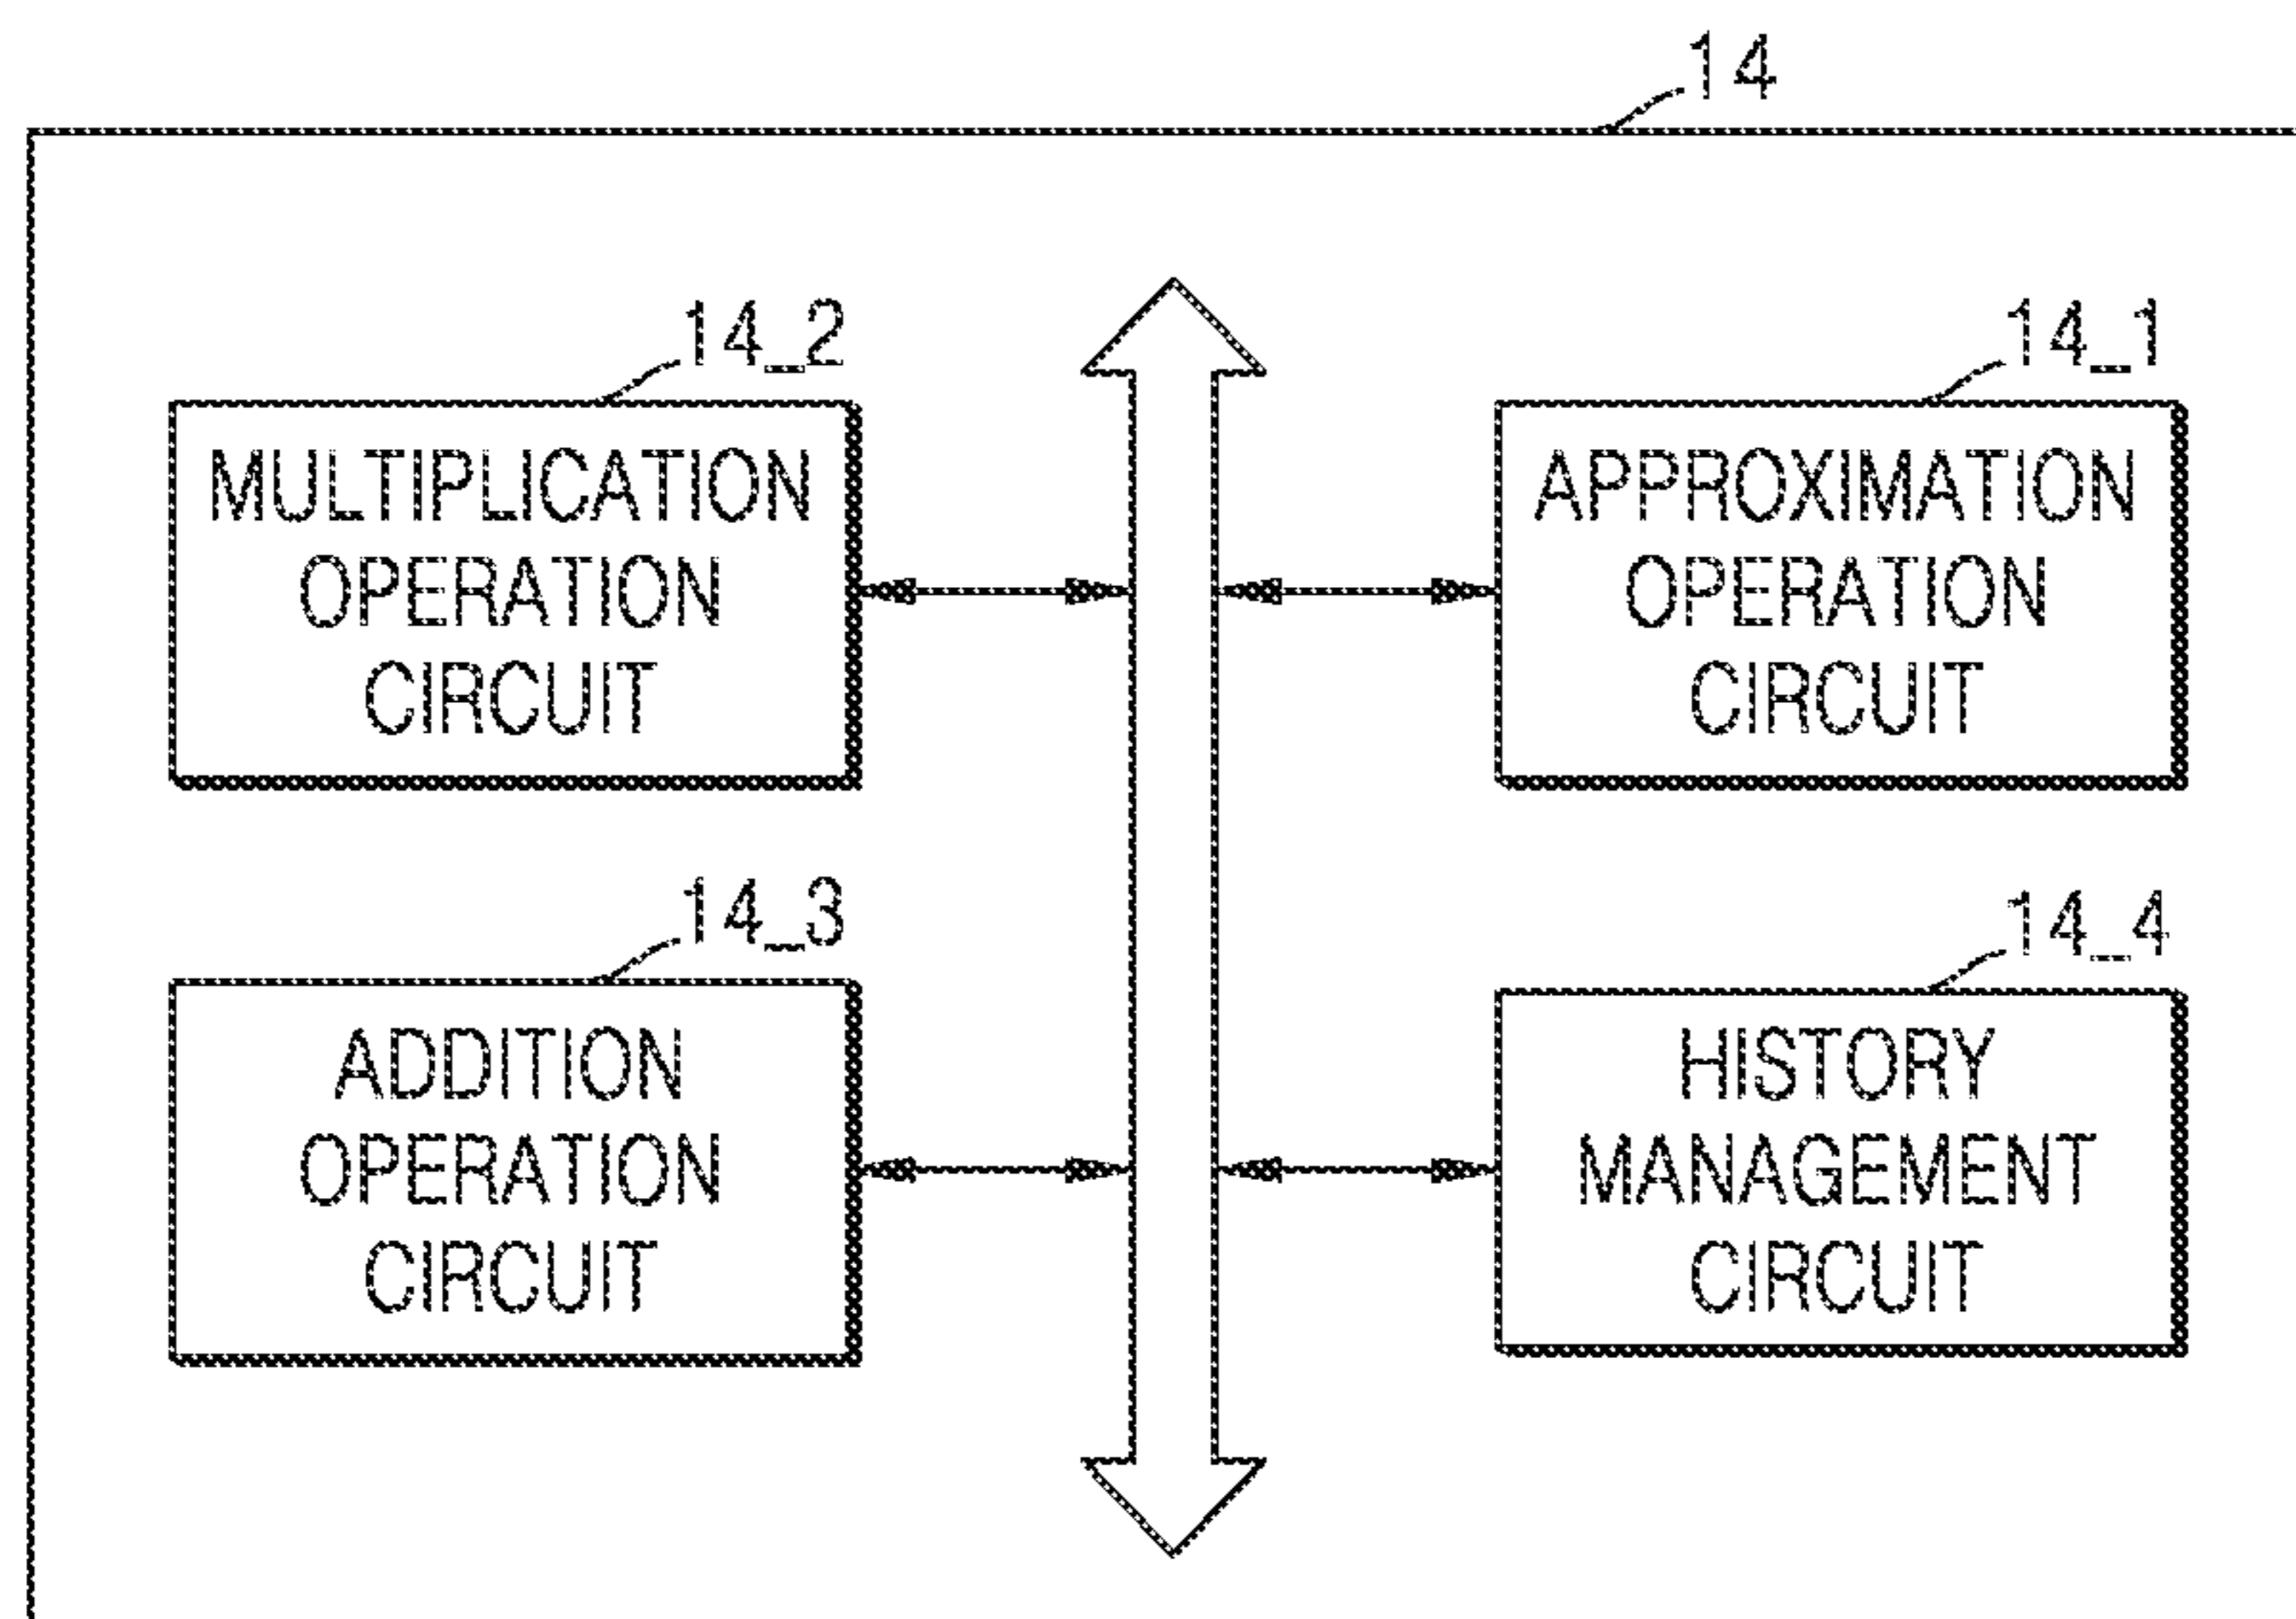 14
14_2
MULTIPLICATION
OPERATION
CIRCUIT
14_1
APPROXIMATION
OPERATION
CIRCUIT
14_3
ADDITION
OPERATION
CIRCUIT
14_4
HISTORY
MANAGEMENT
CIRCUIT